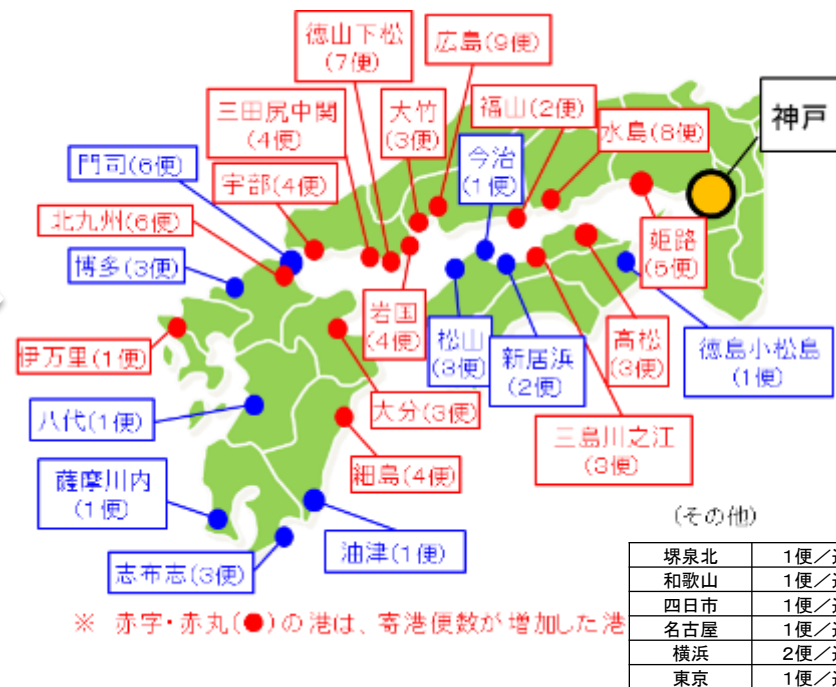 徳山下松
(7便)
広島(9便)
三田尻中関
(4便)
大竹
(3便)
福山(2便)
水島(8便)
神戸
門司(6便)
宇部(4便)
今治
(1便)
北九州(6便)
博多(3便)
姫路
(5便)
伊万里(1便)
岩国
(4便)
松山
(3便)
新居浜
(2便)
高松
(3便)
徳島小松島
(1便)
八代(1便)
大分(3便)
三島川之江
(3便)
細島(4便)
薩摩川内
(1便)
油津(1便)
志布志(3便)
(その他)
堺泉北 1便/
和歌山 1便/
四日市 1便/
名古屋 1便/
横浜 2便/
東京 1便/
※ 赤字・赤丸(●)の港は、寄港便数が増加した港